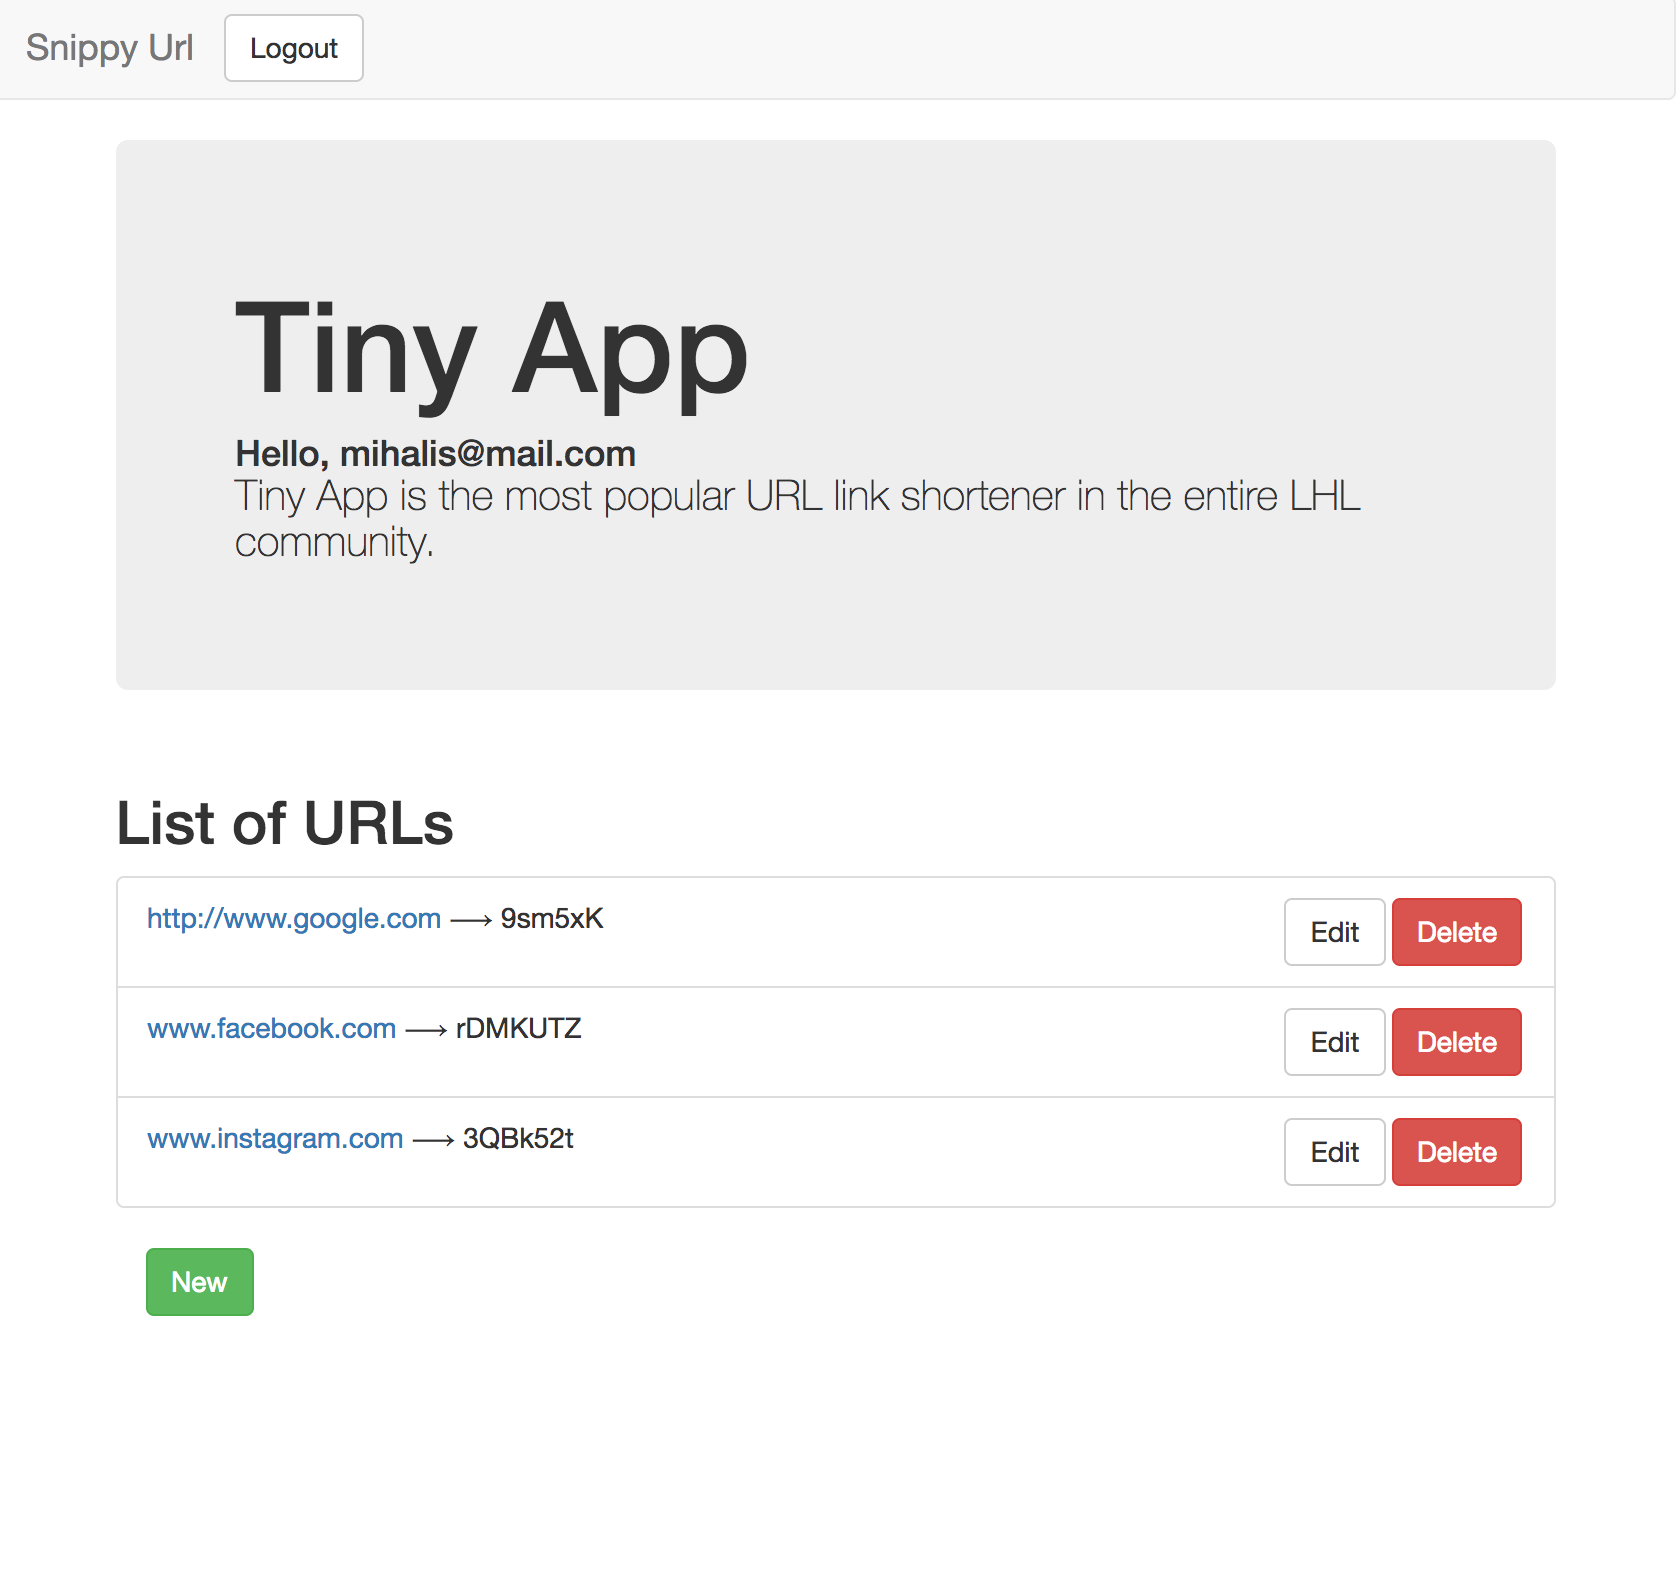 Snippy Url Logout
Tiny App
Hello, mihalis@mail.com
Tiny App is the most popular URL link shortener in the entire LHL
community.
List of URLs
http://www.google.com ⟶ 9sm5xK Edit Delete
www.facebook.com ⟶ rDMKUTZ Edit Delete
www.instagram.com ⟶ 3QBk52t Edit Delete
New